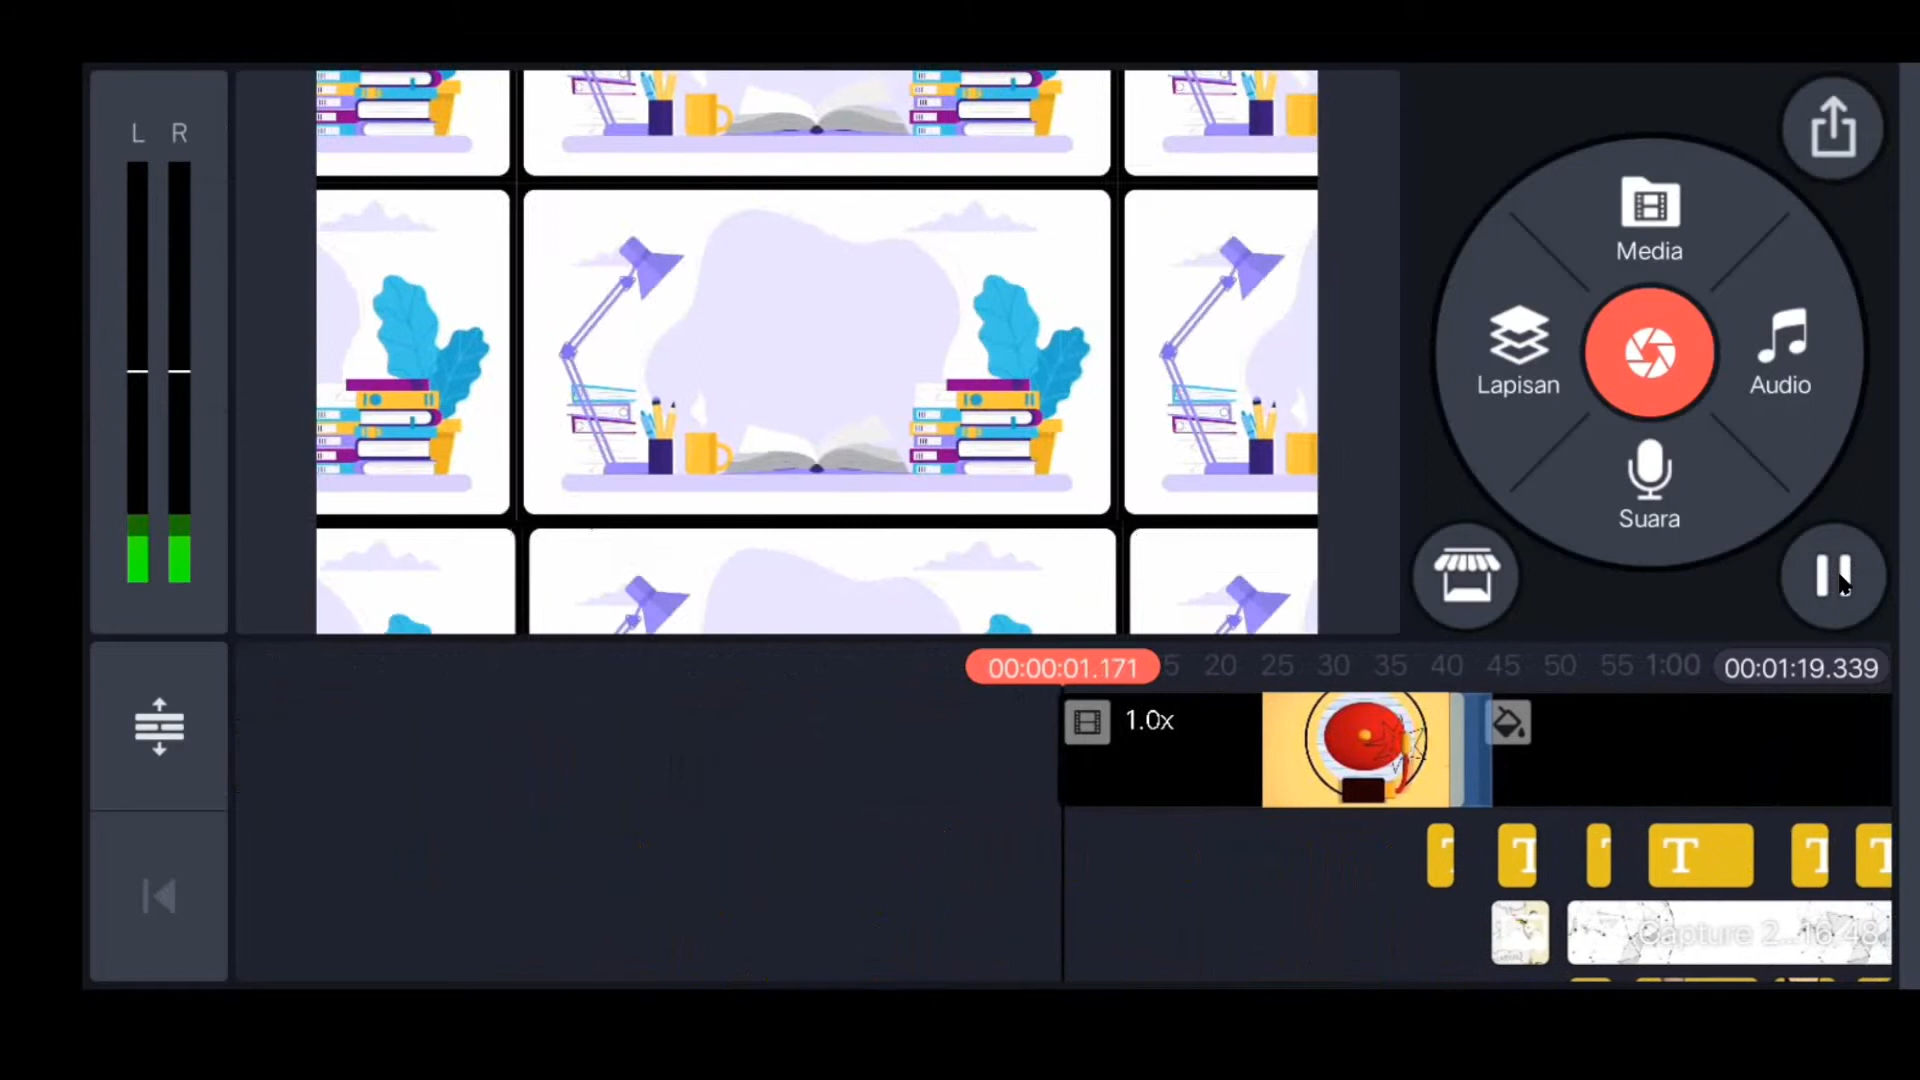 L R
Media
Lapisan
Audio
Suara
00:00:01.171 5 20 25 30 35 40 45 50 55 1:00 00:01:19.339
1.0x
T T T T T T
Capture 2...16.48.